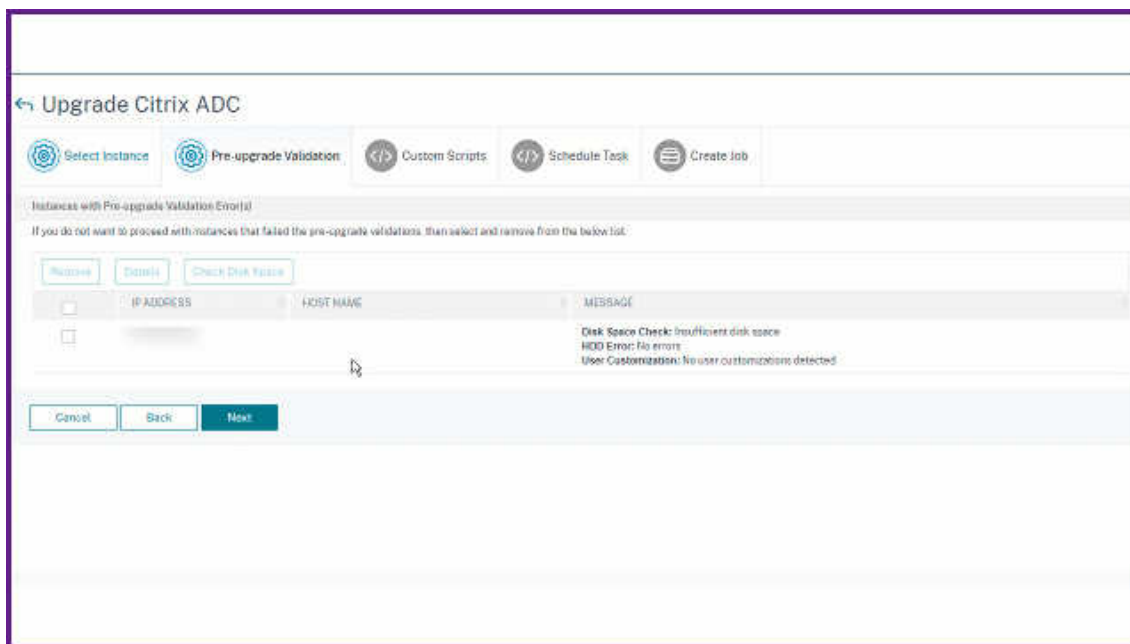 Upgrade Citrix ADC
Select Instance
Pre-upgrade Validation
Custom Scripts
Schedule Task
Create Job
Instances with Pre-upgrade Validation Error(s)
If you do not want to proceed with instances that failed the pre-upgrade validations, then select and remove from the below list.
Remove Details Check Disk Space
IP ADDRESS HOST NAME MESSAGE
Disk Space Check: Insufficient disk space
HDD Error: No errors
User Customization: No user customizations detected
Cancel Back Next